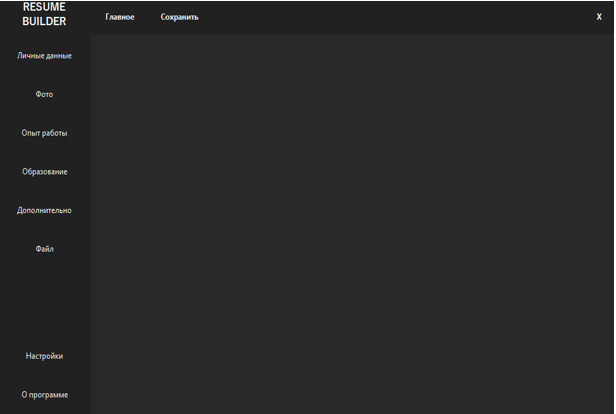 RESUME
BUILDER
Главное
Сохранить
X
Личные данные
Фото
Опыт работы
Образование
Дополнительно
Файл
Настройки
О программе